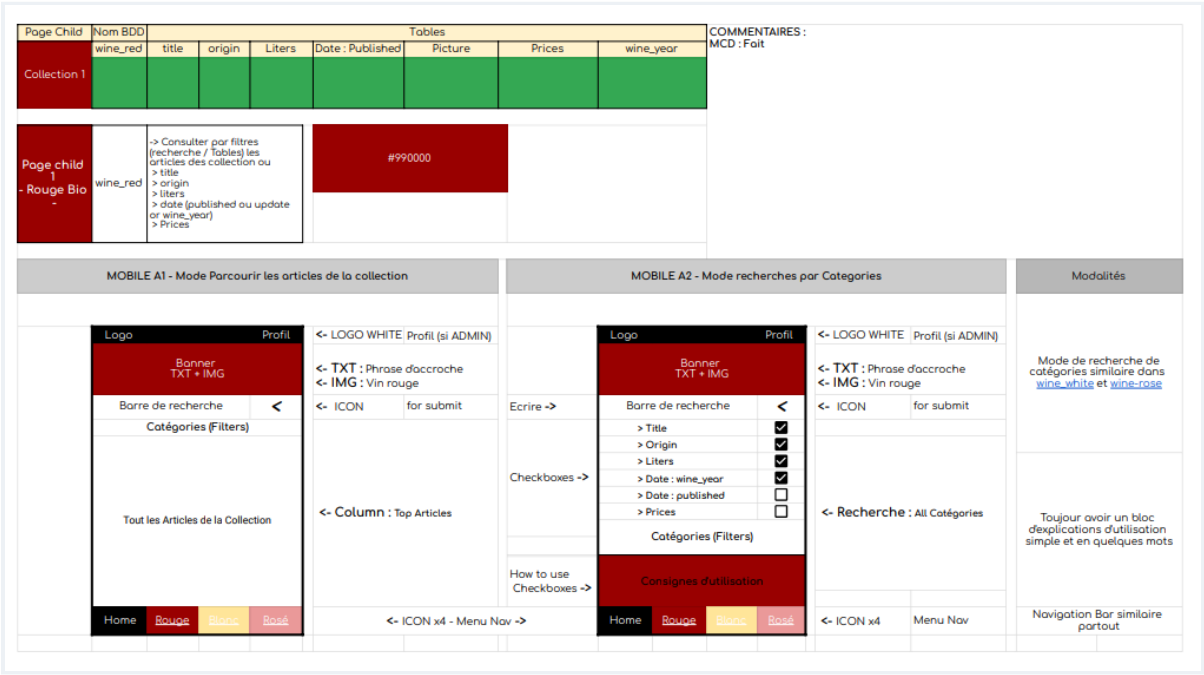 Page Child Nom BDD Tables COMMENTAIRES :
wine_red title origin Liters Date : Published Picture Prices wine_year MCD : Fait
Collection 1
Page child
1
- Rouge Bio
-
wine_red
-> Consulter par filtres
(recherche / Tables) les
articles des collection ou
> title
> origin
> liters
> date (published ou update
or wine_year)
> Prices
#990000
MOBILE A1 - Mode Parcourir les articles de la collection
MOBILE A2 - Mode recherches par Categories
Modalités
Logo Profil
<- LOGO WHITE Profil (si ADMIN)
Banner
TXT + IMG
<- TXT : Phrase d'accroche
<- IMG : Vin rouge
Barre de recherche <
<- ICON for submit
Catégories (Filters)
Tout les Articles de la Collection
<- Column : Top Articles
Home Rouge Blanc Rosé
<- ICON x4 - Menu Nav ->
Logo Profil
<- LOGO WHITE Profil (si ADMIN)
Banner
TXT + IMG
<- TXT : Phrase d'accroche
<- IMG : Vin rouge
Ecrire ->
Barre de recherche <
<- ICON for submit
Checkboxes ->
> Title
> Origin
> Liters
> Date : wine_year
> Date : published
> Prices
<- Recherche : All Catégories
Catégories (Filters)
How to use
Checkboxes ->
Consignes d'utilisation
Home Rouge Blanc Rosé
<- ICON x4 Menu Nav
Mode de recherche de
catégories similaire dans
wine_white et wine-rose
Toujour avoir un bloc
d'explications d'utilisation
simple et en quelques mots
Navigation Bar similaire
partout